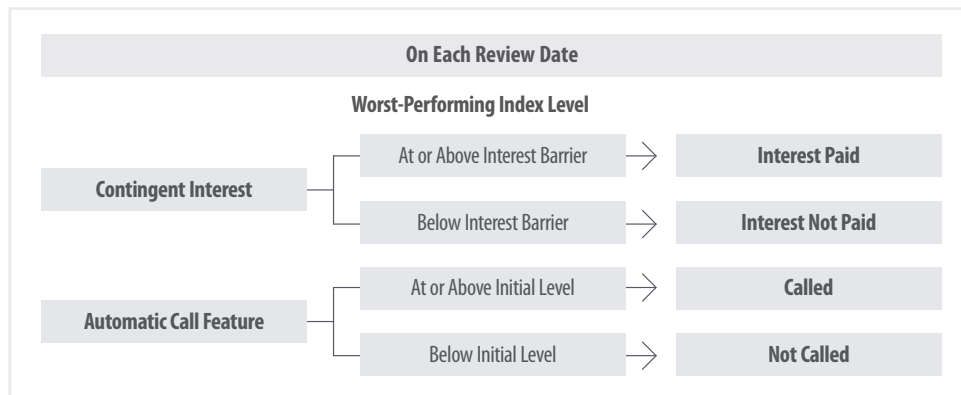 On Each Review Date
Worst-Performing Index Level
At or Above Interest Barrier
Interest Paid
Contingent Interest
Below Interest Barrier
Interest Not Paid
At or Above Initial Level
Called
Automatic Call Feature
Below Initial Level
Not Called